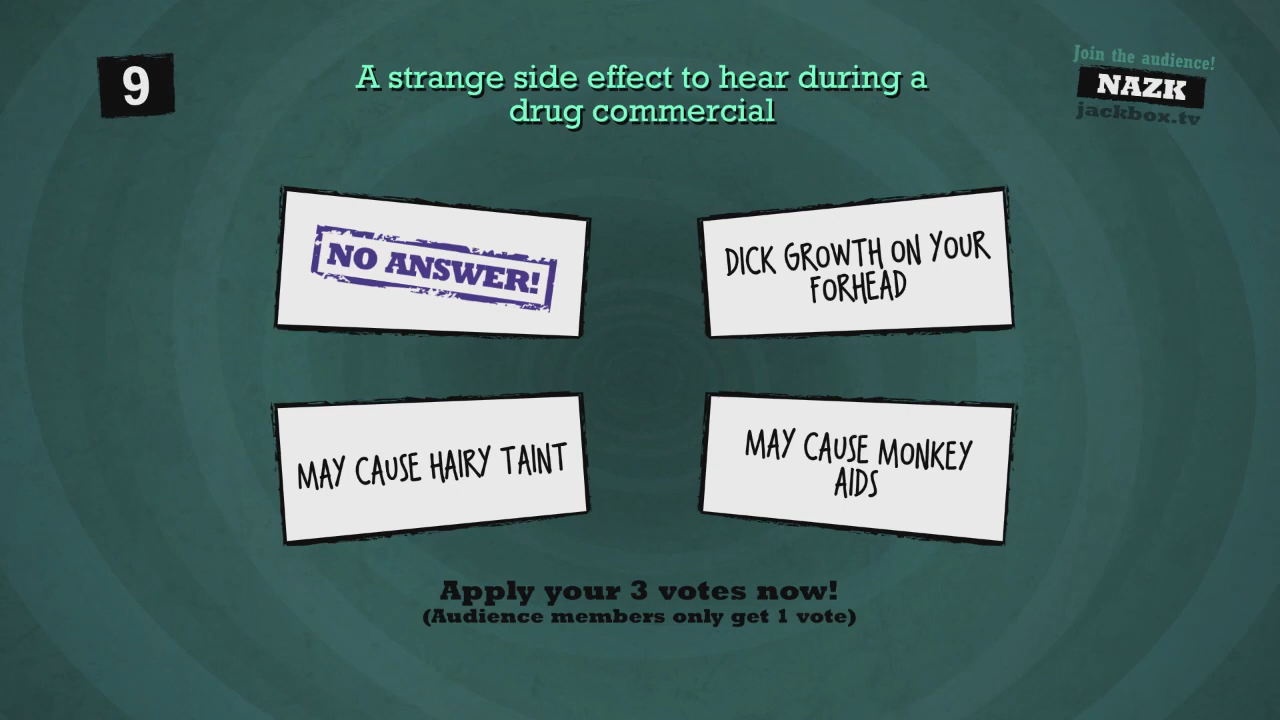 9
A strange side effect to hear during a
drug commercial
Join the audience!
NAZK
jackbox.tv
NO ANSWER!
DICK GROWTH ON YOUR
FORHEAD
MAY CAUSE HAIRY TAINT
MAY CAUSE MONKEY
AIDS
Apply your 3 votes now!
(Audience members only get 1 vote)